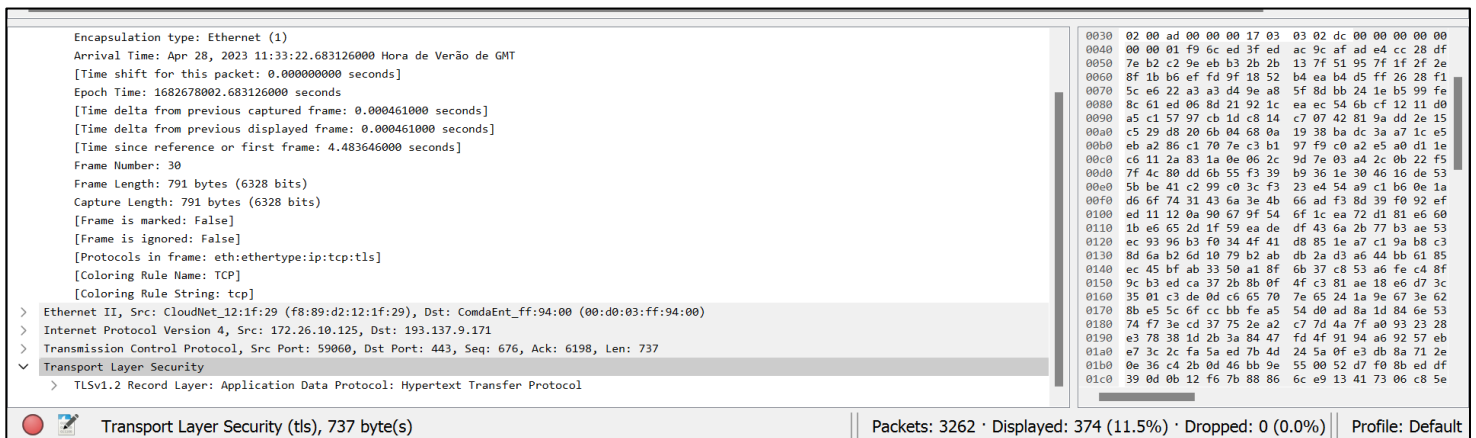 Encapsulation type: Ethernet (1)
Arrival Time: Apr 28, 2023 11:33:22.683126000 Hora de Verão de GMT
[Time shift for this packet: 0.000000000 seconds]
Epoch Time: 1682678002.683126000 seconds
[Time delta from previous captured frame: 0.000461000 seconds]
[Time delta from previous displayed frame: 0.000461000 seconds]
[Time since reference or first frame: 4.483646000 seconds]
Frame Number: 30
Frame Length: 791 bytes (6328 bits)
Capture Length: 791 bytes (6328 bits)
[Frame is marked: False]
[Frame is ignored: False]
[Protocols in frame: eth:ethertype:ip:tcp:tls]
[Coloring Rule Name: TCP]
[Coloring Rule String: tcp]
Ethernet II, Src: CloudNet_12:1f:29 (f8:89:d2:12:1f:29), Dst: ComdaEnt_ff:94:00 (00:d0:03:ff:94:00)
Internet Protocol Version 4, Src: 172.26.10.125, Dst: 193.137.9.171
Transmission Control Protocol, Src Port: 59060, Dst Port: 443, Seq: 676, Ack: 6198, Len: 737
Transport Layer Security
TLSv1.2 Record Layer: Application Data Protocol: Hypertext Transfer Protocol
0030 02 00 ad 00 00 00 17 03 03 02 dc 00 00 00 00 00
0040 00 00 01 f9 6c ed 3f ed ac 9c af ad e4 cc 28 df
0050 7e b2 c2 9e eb b3 2b 2b 13 7f 51 95 7f 1f 2f 2e
0060 8f 1b b6 ef fd 9f 18 52 b4 ea b4 d5 ff 26 28 f1
0070 5c e6 22 a3 a3 d4 9e a8 5f 8d bb 24 1e b5 99 fe
0080 8c 61 ed 06 8d 21 92 1c ea ec 54 6b cf 12 11 d0
0090 a5 c1 57 97 cb 1d c8 14 c7 07 42 81 9a dd 2e 15
00a0 c5 29 d8 20 6b 04 68 0a 19 38 ba dc 3a a7 1c e5
00b0 eb a2 86 c1 70 7e c3 b1 97 f9 c0 a2 e5 a0 d1 1e
00c0 c6 11 2a 83 1a 0e 06 2c 9d 7e 03 a4 2c 0b 22 f5
00d0 7f 4c 80 dd 6b 55 f3 39 b9 36 1e 30 46 16 de 53
00e0 5b be 41 c2 99 c0 3c f3 23 e4 54 a9 c1 b6 0e 1a
00f0 d6 6f 74 31 43 6a 3e 4b 66 ad f3 8d 39 f0 92 ef
0100 ed 11 12 0a 90 67 9f 54 6f 1c ea 72 d1 81 e6 60
0110 1b e6 65 2d 1f 59 ea de df 43 6a 2b 77 b3 ae 53
0120 ec 93 96 b3 f0 34 4f 41 d8 85 1e a7 c1 9a b8 c3
0130 8d 6a b2 6d 10 79 b2 ab db 2a d3 a6 44 bb 61 85
0140 ec 45 bf ab 33 50 a1 8f 6b 37 c8 53 a6 fe c4 8f
0150 9c b3 ed ca 37 2b 8b 0f 4f c3 81 ae 18 e6 d7 3c
0160 35 01 c3 de 0d c6 65 70 7e 65 24 1a 9e 67 3e 62
0170 8b e5 5c 6f cc bb fe a5 54 d0 ad 8a 1d 84 6e 53
0180 74 f7 3e cd 37 75 2e a2 c7 7d 4a 7f a0 93 23 28
0190 e3 78 38 1d 2b 3a 84 47 fd 4f 91 94 a6 92 57 eb
01a0 e7 3c 2c fa 5a ed 7b 4d 24 5a 0f e3 db 8a 71 2e
01b0 0e 36 c4 2b 0d 46 bb 9e 55 00 52 d7 f0 8b ed df
01c0 39 0d 0b 12 f6 7b 88 86 6c e9 13 41 73 06 c8 5e
Transport Layer Security (tls), 737 byte(s)
Packets: 3262 · Displayed: 374 (11.5%) · Dropped: 0 (0.0%)
Profile: Default